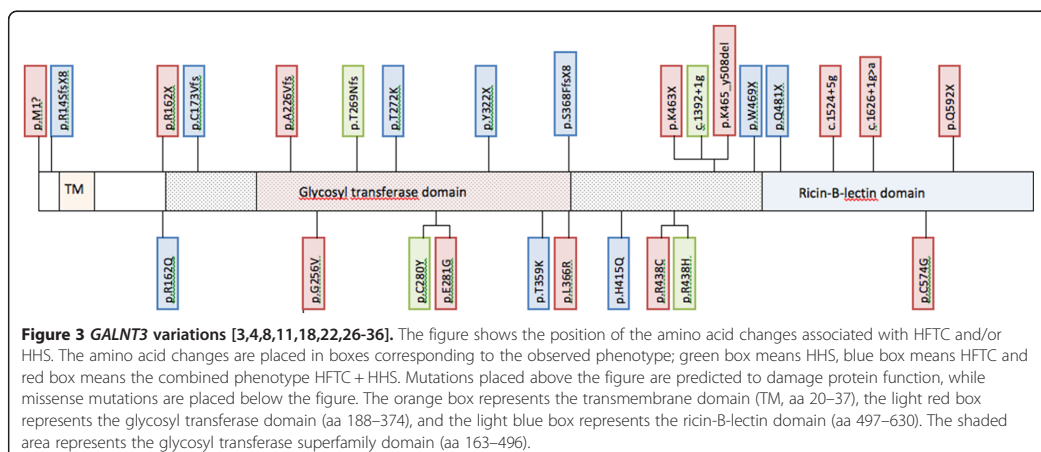 p.M1?
p.R145fsX8
p.R162X
p.C173Vfs
p.A226Vfs
p.T269Nfs
p.T272K
p.Y322X
p.S368FfsX8
p.K463X
c.1392+1g
p.K465_y508del
p.W469X
p.Q481X
c.1524+5g
c.1626+1g>a
p.Q592X
TM
Glycosyl transferase domain
Ricin-B-lectin domain
p.R162Q
p.G256V
p.C280Y
p.E281G
p.T359K
p.L366R
p.H415Q
p.R438C
p.R438H
p.C574G
Figure 3 GALNT3 variations [3,4,8,11,18,22,26-36]. The figure shows the position of the amino acid changes associated with HFTC and/or
HHS. The amino acid changes are placed in boxes corresponding to the observed phenotype; green box means HHS, blue box means HFTC and
red box means the combined phenotype HFTC + HHS. Mutations placed above the figure are predicted to damage protein function, while
missense mutations are placed below the figure. The orange box represents the transmembrane domain (TM, aa 20–37), the light red box
represents the glycosyl transferase domain (aa 188–374), and the light blue box represents the ricin-B-lectin domain (aa 497–630). The shaded
area represents the glycosyl transferase superfamily domain (aa 163–496).